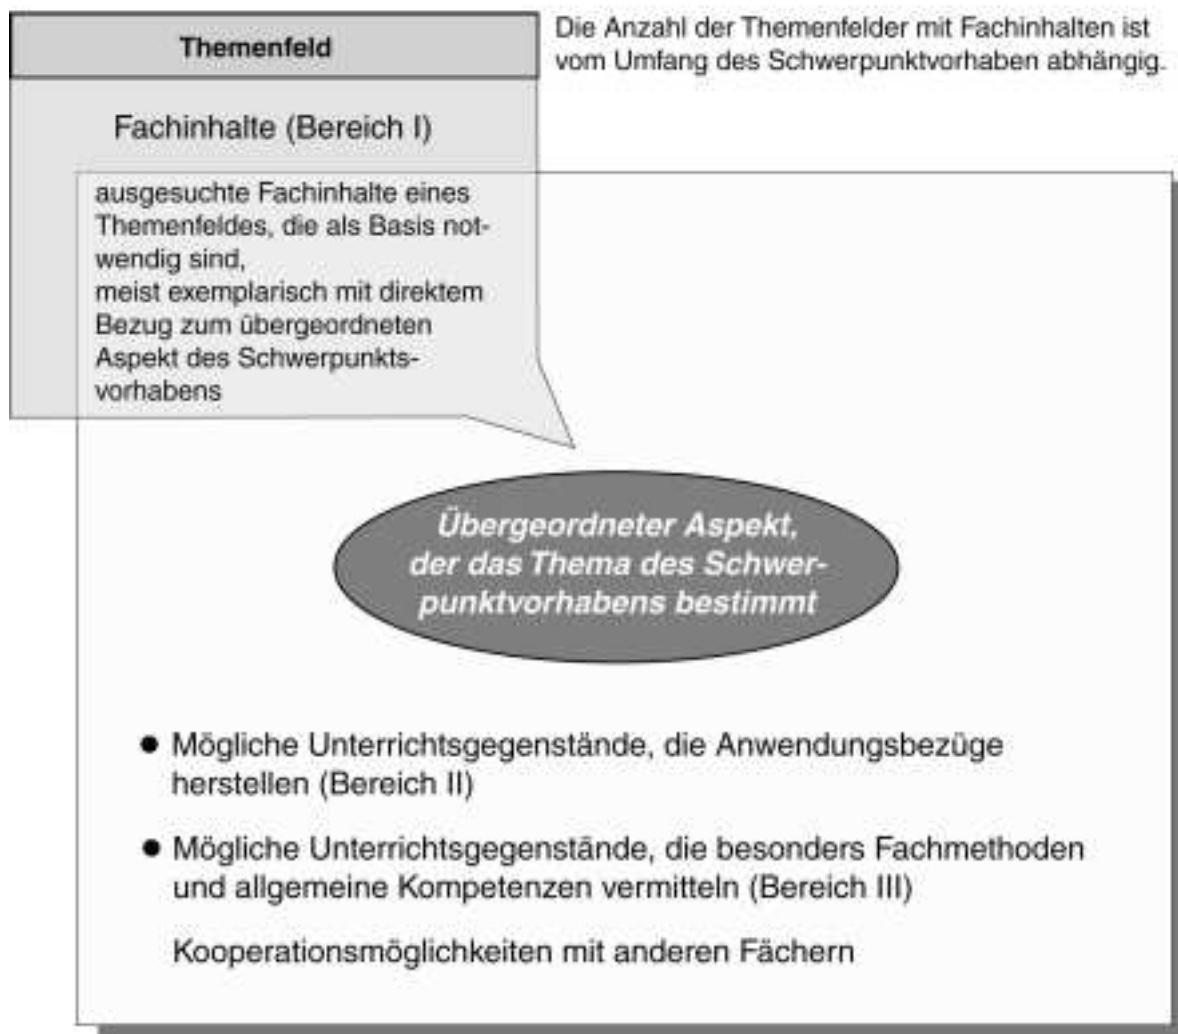 Themenfeld
Die Anzahl der Themenfelder mit Fachinhalten ist
vom Umfang des Schwerpunktvorhaben abhängig.
Fachinhalte (Bereich I)
ausgesuchte Fachinhalte eines
Themenfeldes, die als Basis not-
wendig sind,
meist exemplarisch mit direktem
Bezug zum übergeordneten
Aspekt des Schwerpunkts-
vorhabens
Übergeordneter Aspekt,
der das Thema des Schwer-
punktvorhabens bestimmt
● Mögliche Unterrichtsgegenstände, die Anwendungsbezüge
herstellen (Bereich II)
● Mögliche Unterrichtsgegenstände, die besonders Fachmethoden
und allgemeine Kompetenzen vermitteln (Bereich III)
Kooperationsmöglichkeiten mit anderen Fächern